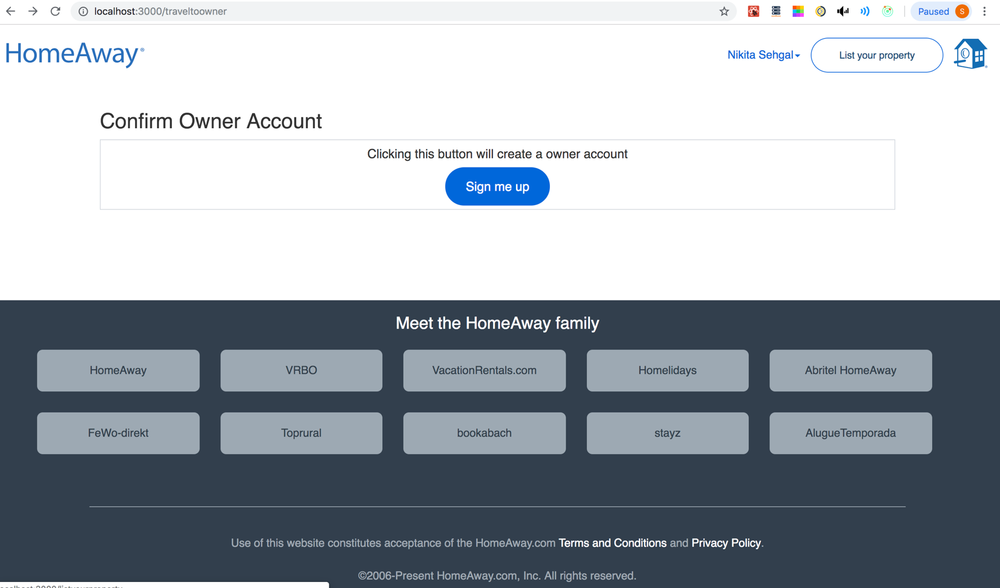 localhost:3000/traveltoowner
Paused S
HomeAway®
Nikita Sehgal
List your property
Confirm Owner Account
Clicking this button will create a owner account
Sign me up
Meet the HomeAway family
HomeAway VRBO VacationRentals.com Homelidays Abritel HomeAway
FeWo-direkt Toprural bookabach stayz AlugueTemporada
Use of this website constitutes acceptance of the HomeAway.com Terms and Conditions and Privacy Policy.
©2006-Present HomeAway.com, Inc. All rights reserved.